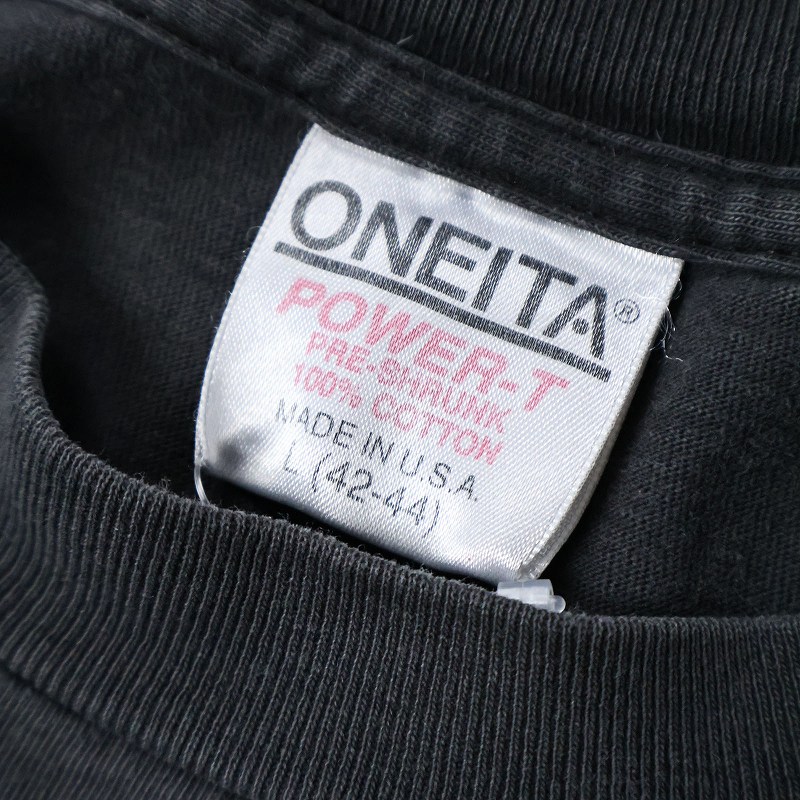 ONEITA®
POWER-T
PRE-SHRUNK
100% COTTON
MADE IN U.S.A.
L (42-44)